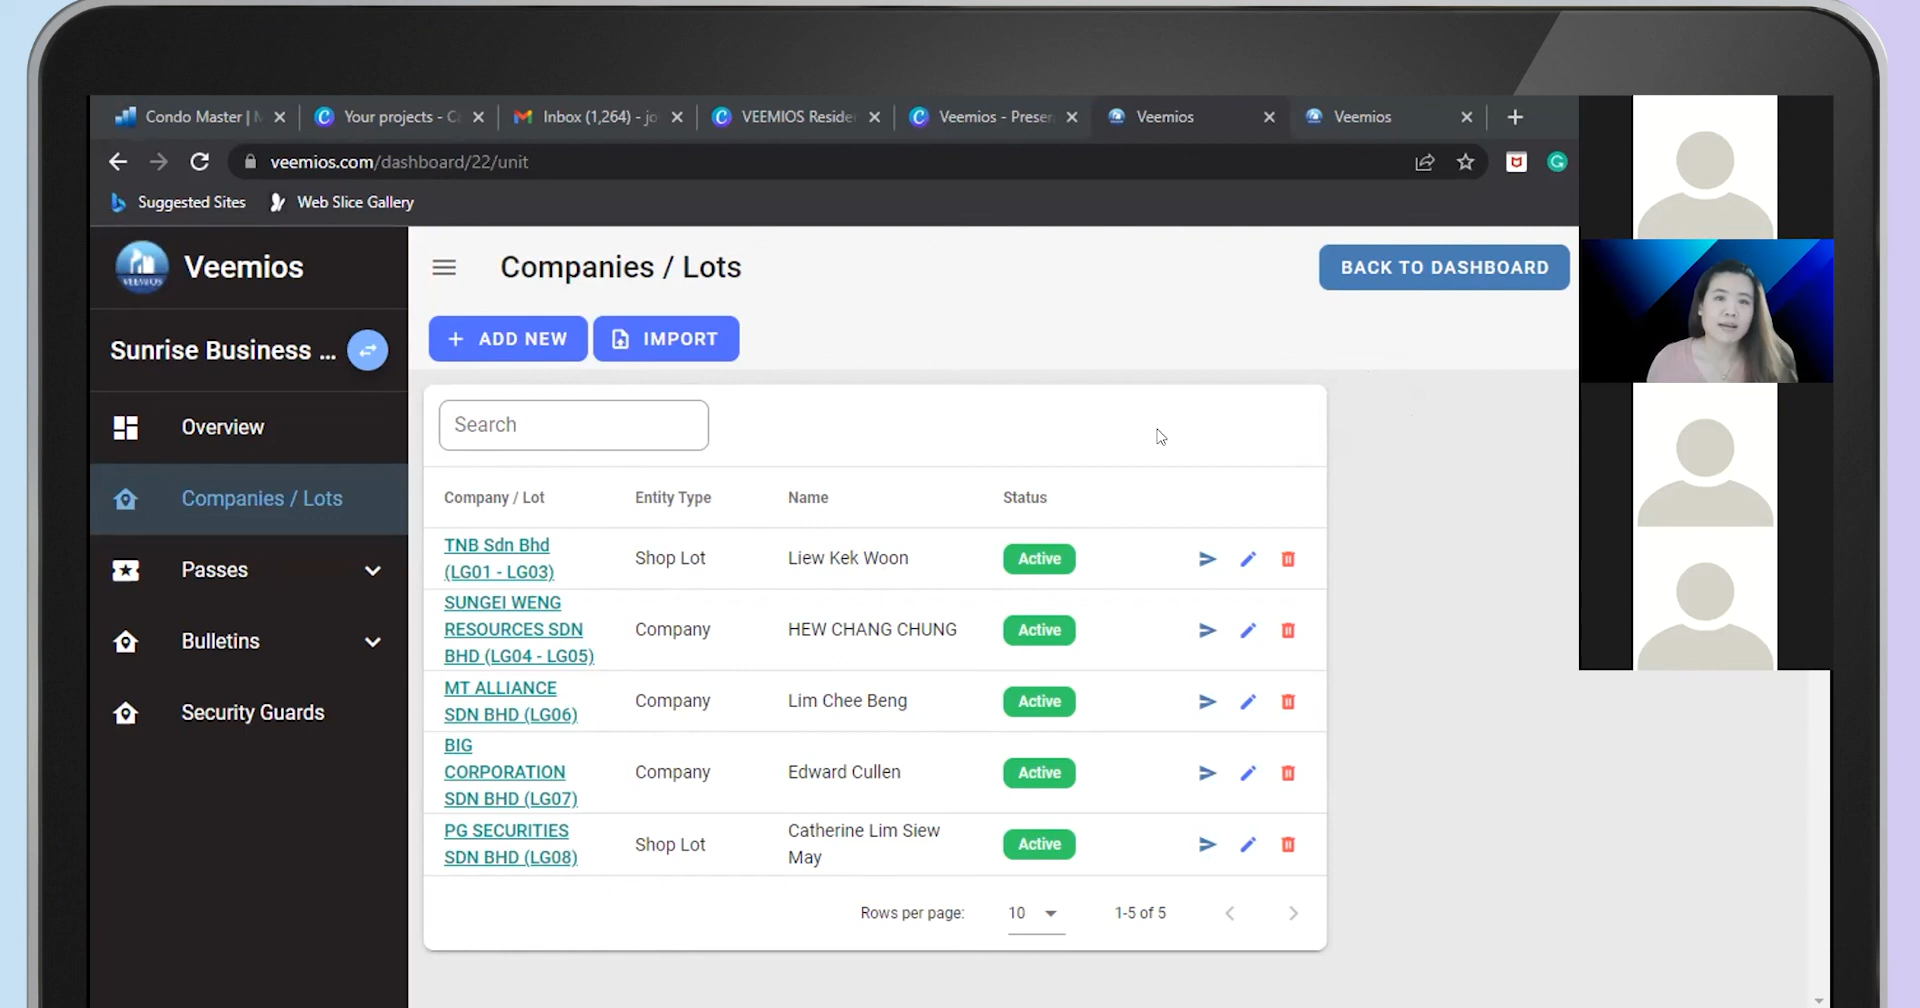 Condo Master | M
Your projects - C
Inbox (1,264) - jo
VEEMIOS Reside
Veemios - Presen
Veemios
Veemios
veemios.com/dashboard/22/unit
Suggested Sites
Web Slice Gallery
VEEMIOS
Veemios
Companies / Lots
BACK TO DASHBOARD
Sunrise Business ...
+ ADD NEW
IMPORT
Search
Overview
Companies / Lots
Passes
Bulletins
Security Guards
Company / Lot Entity Type Name Status
TNB Sdn Bhd
(LG01 - LG03)
Shop Lot
Liew Kek Woon
Active
SUNGEI WENG
RESOURCES SDN
BHD (LG04 - LG05)
Company
HEW CHANG CHUNG
Active
MT ALLIANCE
SDN BHD (LG06)
Company
Lim Chee Beng
Active
BIG
CORPORATION
SDN BHD (LG07)
Company
Edward Cullen
Active
PG SECURITIES
SDN BHD (LG08)
Shop Lot
Catherine Lim Siew
May
Active
Rows per page: 10 1-5 of 5